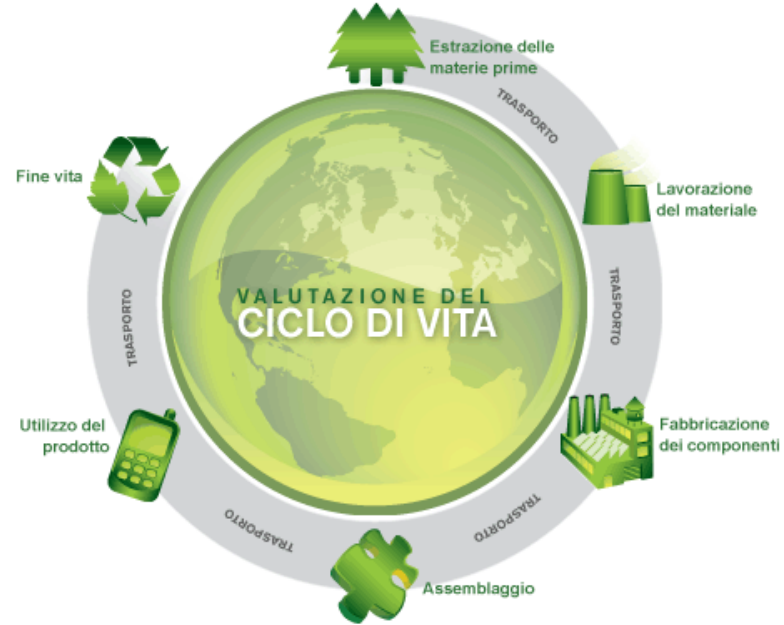 Estrazione delle
materie prime
TRASPORTO
Lavorazione
del materiale
TRASPORTO
Fabbricazione
dei componenti
TRASPORTO
Assemblaggio
TRASPORTO
Utilizzo del
prodotto
TRASPORTO
Fine vita
VALUTAZIONE DEL
CICLO DI VITA